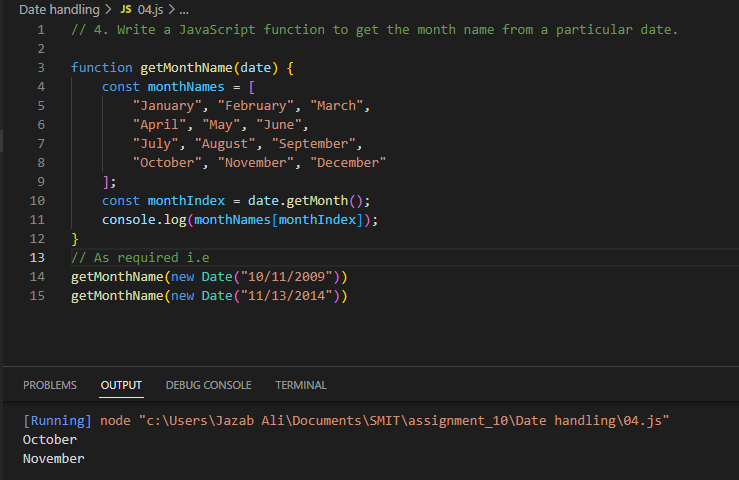 Date handling > JS 04.js > ...
1 // 4. Write a JavaScript function to get the month name from a particular date.
2
3 function getMonthName(date) {
4     const monthNames = [
5         "January", "February", "March",
6         "April", "May", "June",
7         "July", "August", "September",
8         "October", "November", "December"
9     ];
10     const monthIndex = date.getMonth();
11     console.log(monthNames[monthIndex]);
12 }
13 // As required i.e
14 getMonthName(new Date("10/11/2009"))
15 getMonthName(new Date("11/13/2014"))
PROBLEMS OUTPUT DEBUG CONSOLE TERMINAL
[Running] node "c:\Users\Jazab Ali\Documents\SMIT\assignment_10\Date handling\04.js"
October
November